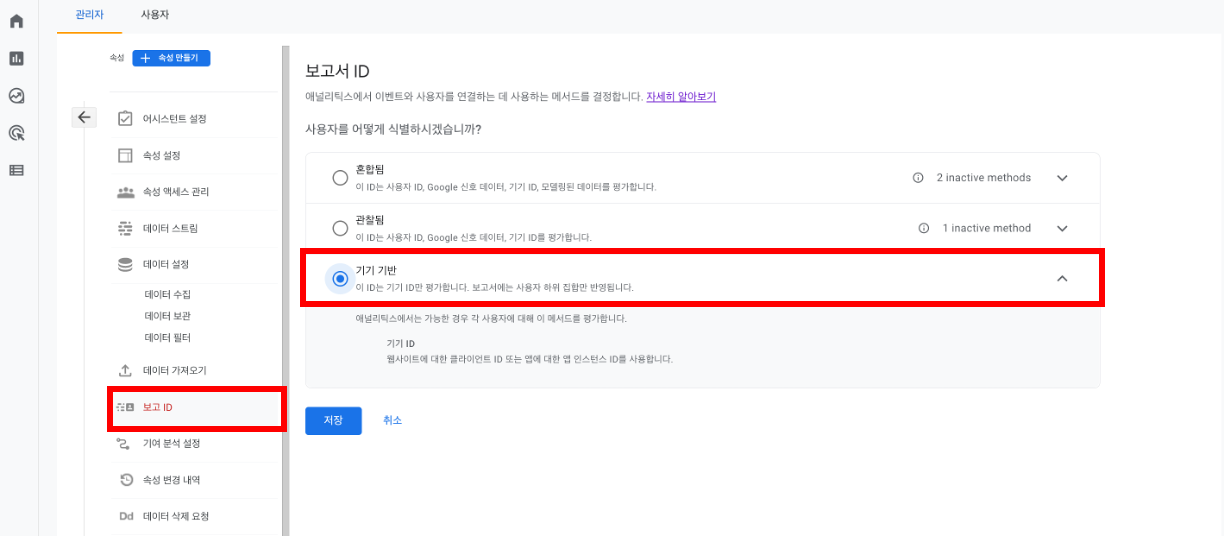 관리자
사용자
속성
속성 만들기
어시스턴트 설정
속성 설정
속성 액세스 관리
데이터 스트림
데이터 설정
데이터 수집
데이터 보관
데이터 필터
데이터 가져오기
보고 ID
기여 분석 설정
속성 변경 내역
Dd 데이터 삭제 요청
보고서 ID
애널리틱스에서 이벤트와 사용자를 연결하는 데 사용하는 메서드를 결정합니다. 자세히 알아보기
사용자를 어떻게 식별하시겠습니까?
혼합됨
이 ID는 사용자 ID, Google 신호 데이터, 기기 ID, 모델링된 데이터를 평가합니다.
2 inactive methods
관찰됨
이 ID는 사용자 ID, Google 신호 데이터, 기기 ID를 평가합니다.
1 inactive method
기기 기반
이 ID는 기기 ID만 평가합니다. 보고서에는 사용자 하위 집합만 반영됩니다.
애널리틱스에서는 가능한 경우 각 사용자에 대해 이 메서드를 평가합니다.
기기 ID
웹사이트에 대한 클라이언트 ID 또는 앱에 대한 앱 인스턴스 ID를 사용합니다.
저장
취소